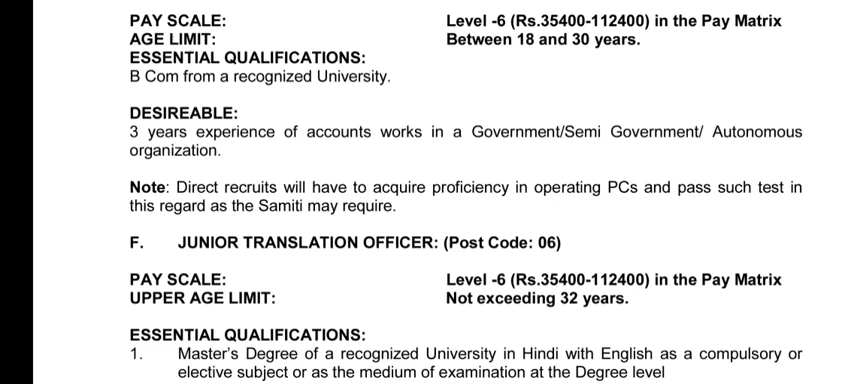 PAY SCALE: Level -6 (Rs.35400-112400) in the Pay Matrix
AGE LIMIT: Between 18 and 30 years.
ESSENTIAL QUALIFICATIONS:
B Com from a recognized University.
DESIREABLE:
3 years experience of accounts works in a Government/Semi Government/ Autonomous
organization.
Note: Direct recruits will have to acquire proficiency in operating PCs and pass such test in
this regard as the Samiti may require.
F. JUNIOR TRANSLATION OFFICER: (Post Code: 06)
PAY SCALE: Level -6 (Rs.35400-112400) in the Pay Matrix
UPPER AGE LIMIT: Not exceeding 32 years.
ESSENTIAL QUALIFICATIONS:
1. Master's Degree of a recognized University in Hindi with English as a compulsory or
elective subject or as the medium of examination at the Degree level